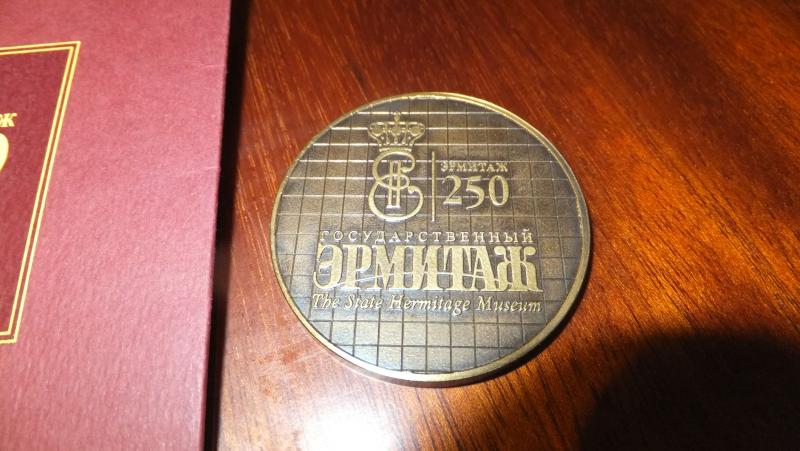 ЭРМИТАЖ
250
ГОСУДАРСТВЕННЫЙ
ЭРМИТАЖ
The State Hermitage Museum